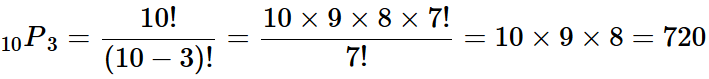 ₁₀P₃ = 10! / (10 − 3)! = 10 × 9 × 8 × 7! / 7! = 10 × 9 × 8 = 720